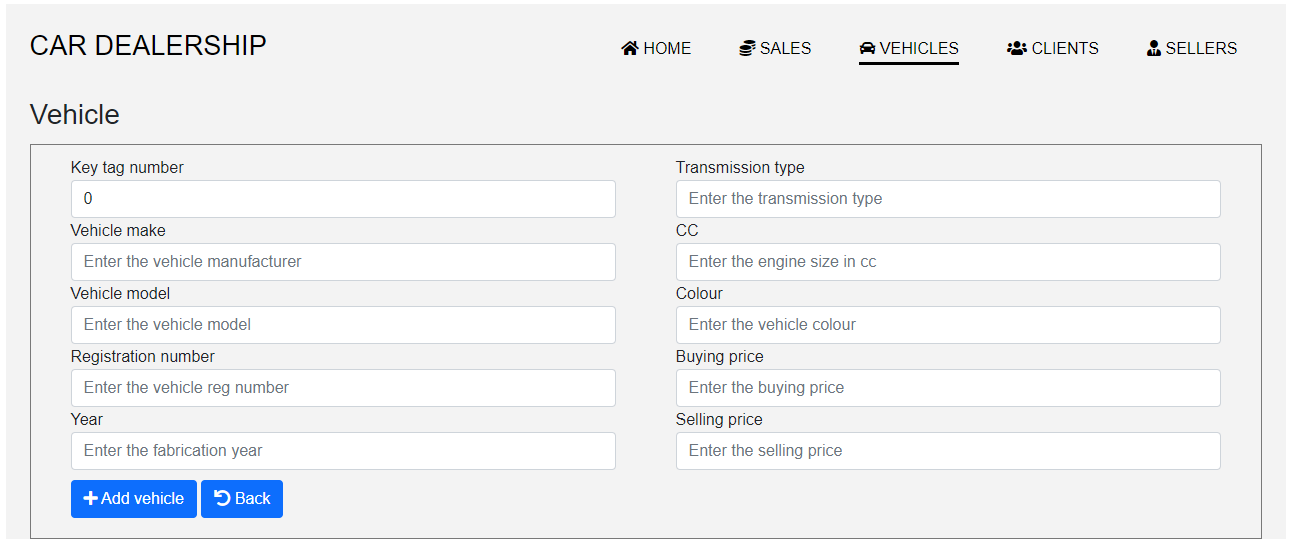 CAR DEALERSHIP
HOME
SALES
VEHICLES
CLIENTS
SELLERS
Vehicle
Key tag number
0
Vehicle make
Enter the vehicle manufacturer
Vehicle model
Enter the vehicle model
Registration number
Enter the vehicle reg number
Year
Enter the fabrication year
Transmission type
Enter the transmission type
CC
Enter the engine size in cc
Colour
Enter the vehicle colour
Buying price
Enter the buying price
Selling price
Enter the selling price
Add vehicle
Back